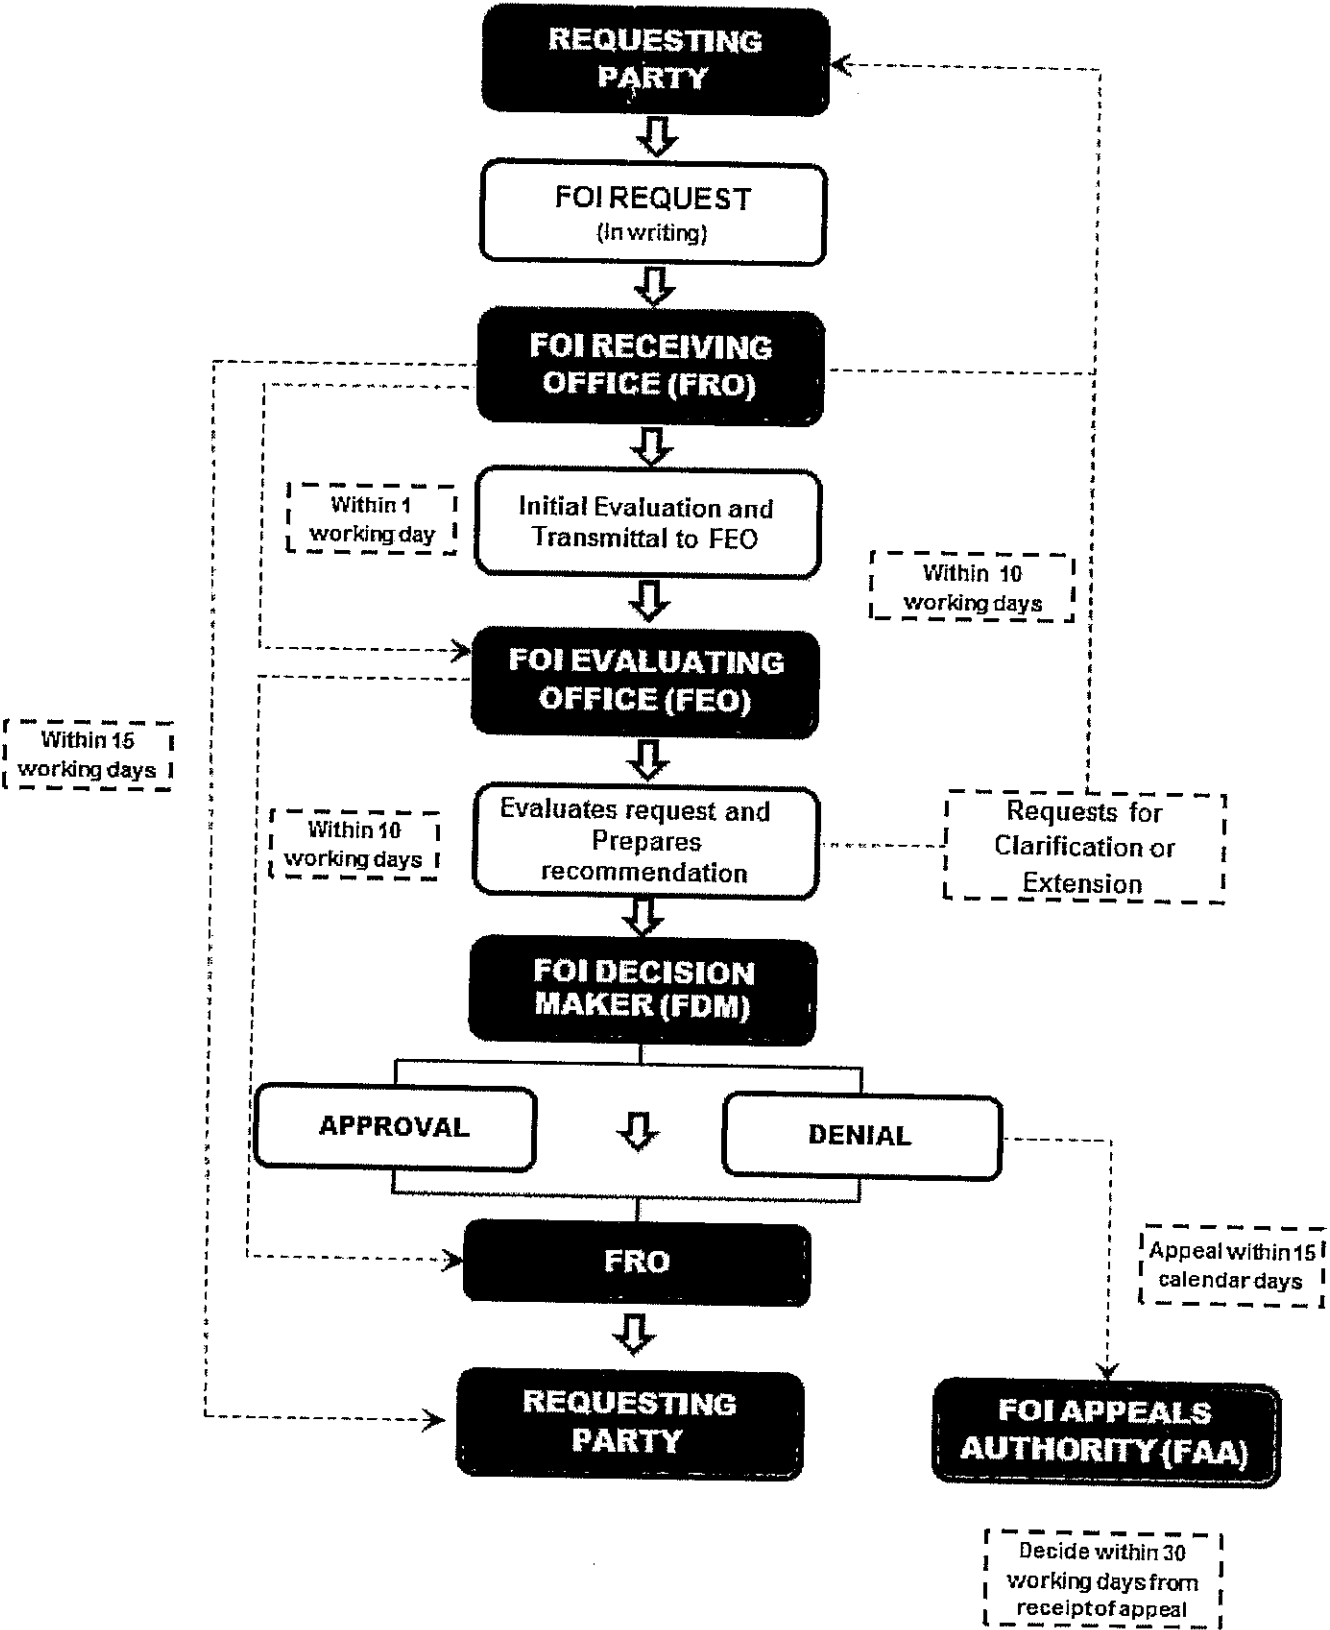 REQUESTING
PARTY
FOI REQUEST
(In writing)
FOI RECEIVING
OFFICE (FRO)
Within 1
working day
Initial Evaluation and
Transmittal to FEO
Within 10
working days
FOI EVALUATING
OFFICE (FEO)
Within 15
working days
Within 10
working days
Evaluates request and
Prepares
recommendation
Requests for
Clarification or
Extension
FOI DECISION
MAKER (FDM)
APPROVAL
DENIAL
FRO
Appeal within 15
calendar days
REQUESTING
PARTY
FOI APPEALS
AUTHORITY (FAA)
Decide within 30
working days from
receipt of appeal